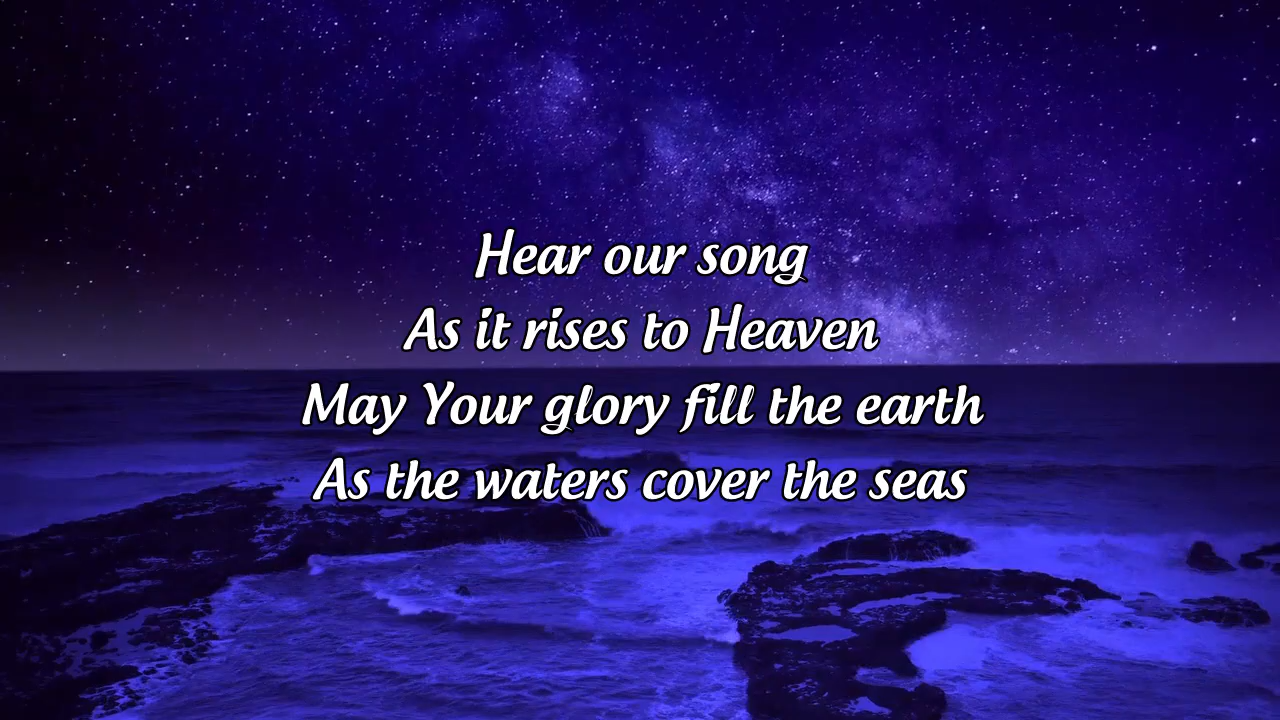 Hear our song
As it rises to Heaven
May Your glory fill the earth
As the waters cover the seas